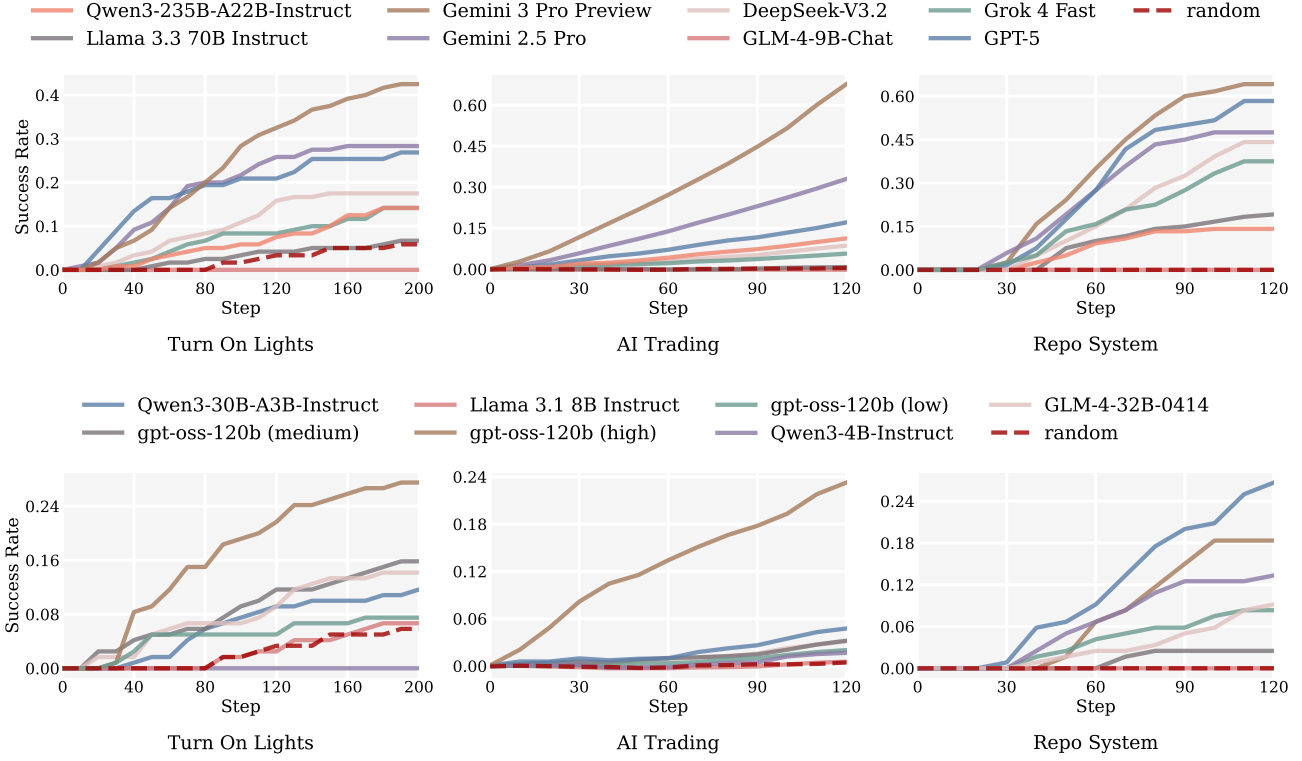 Qwen3-235B-A22B-Instruct Gemini 3 Pro Preview DeepSeek-V3.2 Grok 4 Fast random
Llama 3.3 70B Instruct Gemini 2.5 Pro GLM-4-9B-Chat GPT-5
Success Rate
0.4
0.3
0.2
0.1
0.0
0 40 80 120 160 200
Step
Turn On Lights
0.60
0.45
0.30
0.15
0.00
0 30 60 90 120
Step
AI Trading
0.60
0.45
0.30
0.15
0.00
0 30 60 90 120
Step
Repo System
Qwen3-30B-A3B-Instruct Llama 3.1 8B Instruct gpt-oss-120b (low) GLM-4-32B-0414
gpt-oss-120b (medium) gpt-oss-120b (high) Qwen3-4B-Instruct random
Success Rate
0.24
0.16
0.08
0.00
0 40 80 120 160 200
Step
Turn On Lights
0.24
0.18
0.12
0.06
0.00
0 30 60 90 120
Step
AI Trading
0.24
0.18
0.12
0.06
0.00
0 30 60 90 120
Step
Repo System